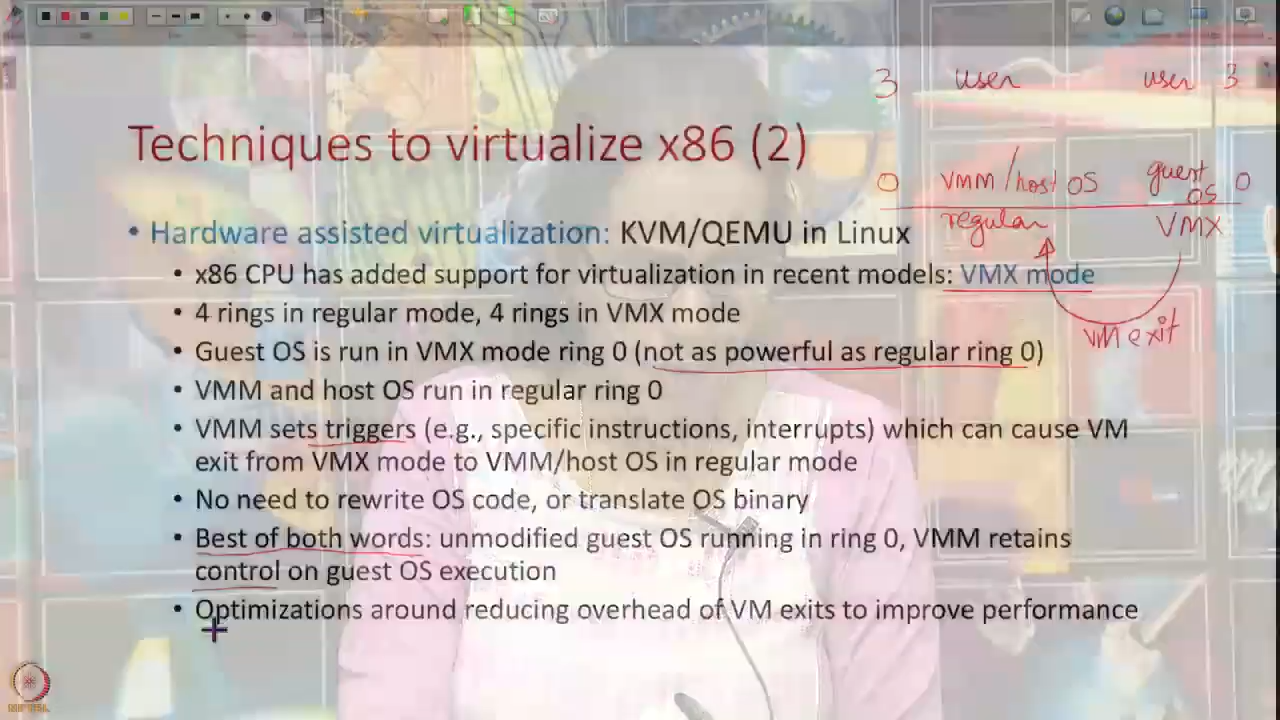 3 user user 3
Techniques to virtualize x86 (2)
0 VMM/host OS guest OS 0
regular VMX
• Hardware assisted virtualization: KVM/QEMU in Linux
• x86 CPU has added support for virtualization in recent models: VMX mode
• 4 rings in regular mode, 4 rings in VMX mode
VM exit
• Guest OS is run in VMX mode ring 0 (not as powerful as regular ring 0)
• VMM and host OS run in regular ring 0
• VMM sets triggers (e.g., specific instructions, interrupts) which can cause VM
exit from VMX mode to VMM/host OS in regular mode
• No need to rewrite OS code, or translate OS binary
• Best of both words: unmodified guest OS running in ring 0, VMM retains
control on guest OS execution
• Optimizations around reducing overhead of VM exits to improve performance
NPTEL